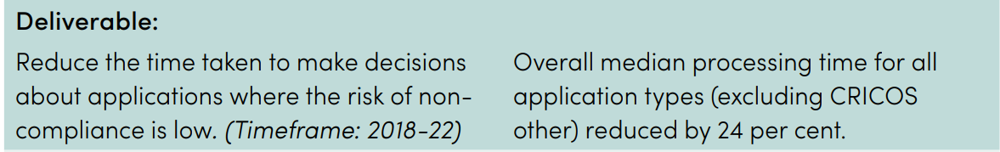 Deliverable:
Reduce the time taken to make decisions
about applications where the risk of non-
compliance is low. (Timeframe: 2018-22)
Overall median processing time for all
application types (excluding CRICOS
other) reduced by 24 per cent.